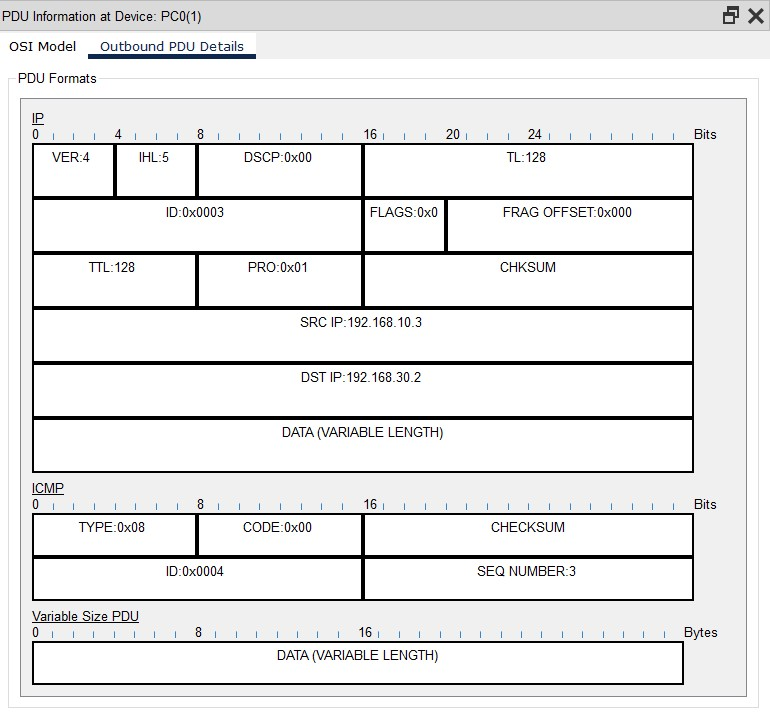 PDU Information at Device: PC0(1)
OSI Model Outbound PDU Details
PDU Formats
IP
0 4 8 16 20 24 Bits
VER:4 IHL:5 DSCP:0x00 TL:128
ID:0x0003 FLAGS:0x0 FRAG OFFSET:0x000
TTL:128 PRO:0x01 CHKSUM
SRC IP:192.168.10.3
DST IP:192.168.30.2
DATA (VARIABLE LENGTH)
ICMP
0 8 16 Bits
TYPE:0x08 CODE:0x00 CHECKSUM
ID:0x0004 SEQ NUMBER:3
Variable Size PDU
0 8 16 Bytes
DATA (VARIABLE LENGTH)